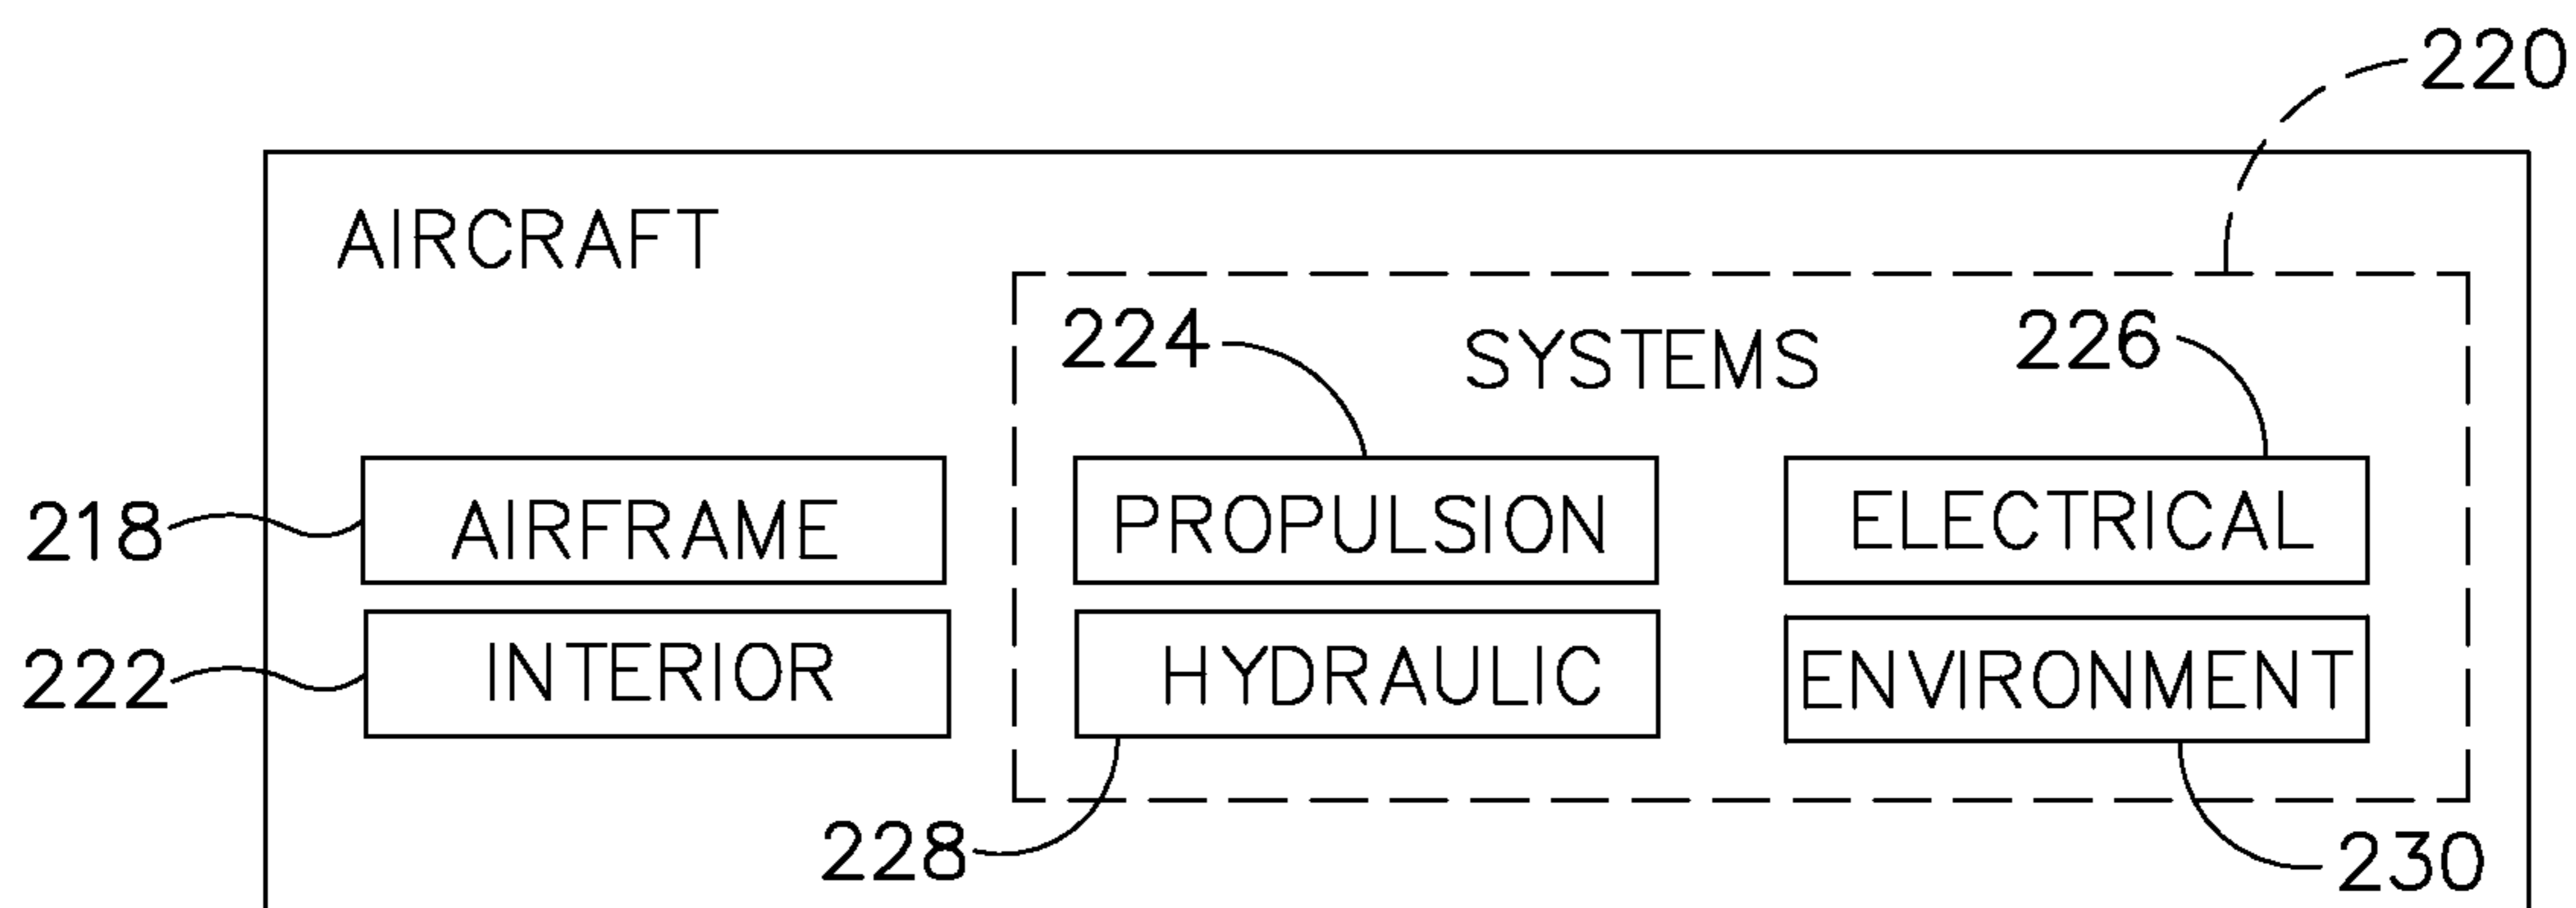 220
AIRCRAFT
224 SYSTEMS 226
218 AIRFRAME PROPULSION ELECTRICAL
222 INTERIOR HYDRAULIC ENVIRONMENT
228 230